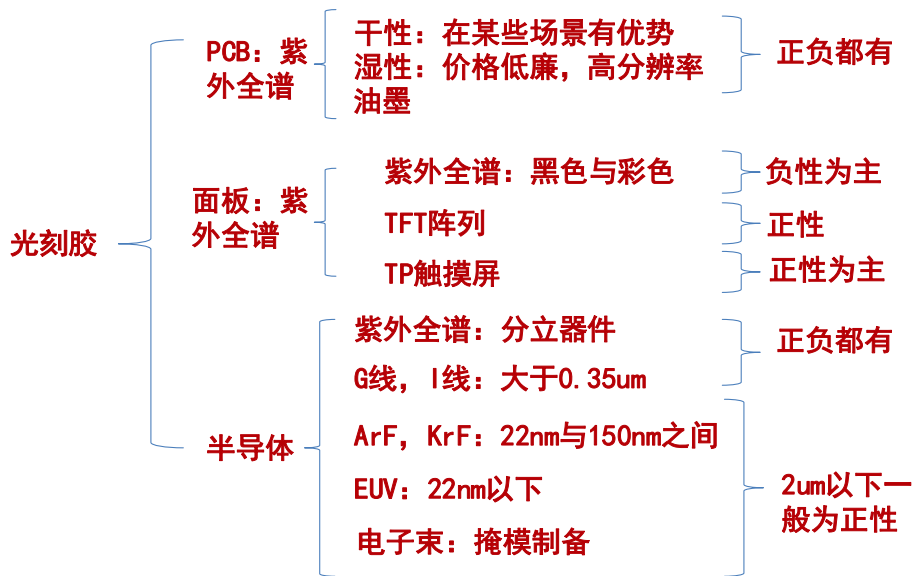 光刻胶
PCB：紫
外全谱
干性：在某些场景有优势
湿性：价格低廉，高分辨率
油墨
正负都有
面板：紫
外全谱
紫外全谱：黑色与彩色
负性为主
TFT阵列
正性
TP触摸屏
正性为主
半导体
紫外全谱：分立器件
G线，I线：大于0.35um
正负都有
ArF，KrF：22nm与150nm之间
EUV：22nm以下
电子束：掩模制备
2um以下一
般为正性